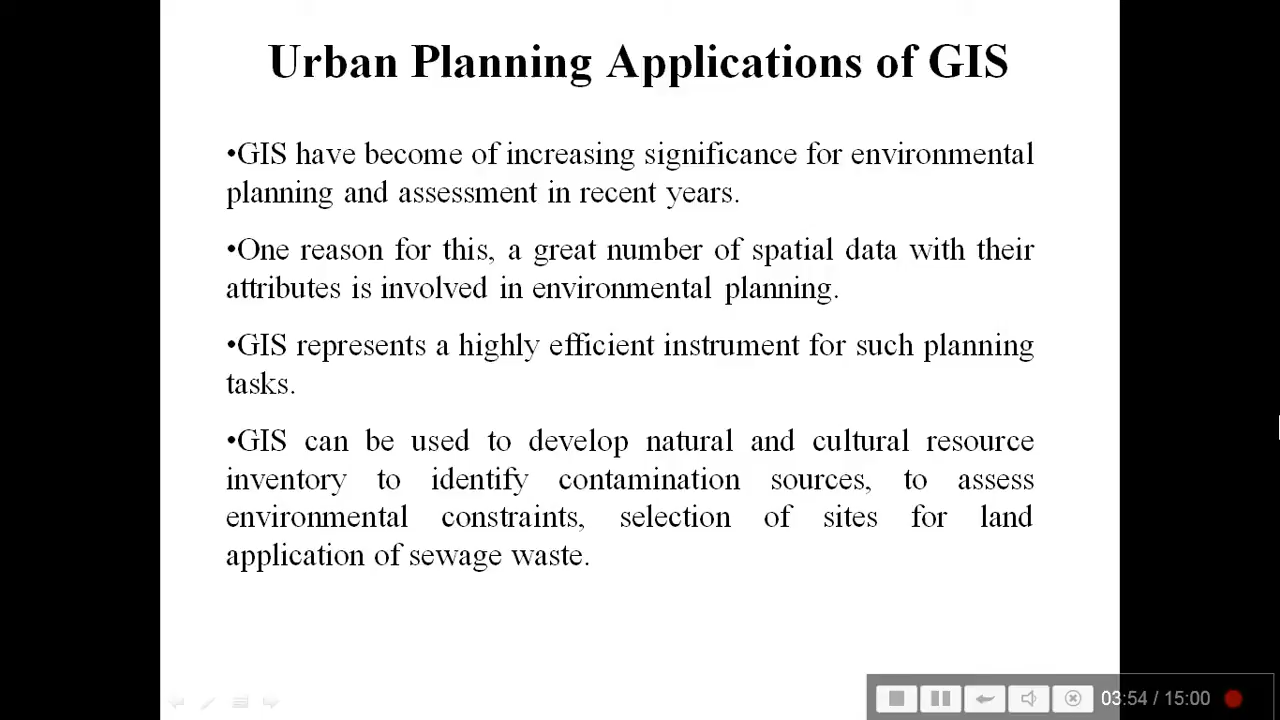 Urban Planning Applications of GIS
•GIS have become of increasing significance for environmental
planning and assessment in recent years.
•One reason for this, a great number of spatial data with their
attributes is involved in environmental planning.
•GIS represents a highly efficient instrument for such planning
tasks.
•GIS can be used to develop natural and cultural resource
inventory to identify contamination sources, to assess
environmental constraints, selection of sites for land
application of sewage waste.
03:54 / 15:00